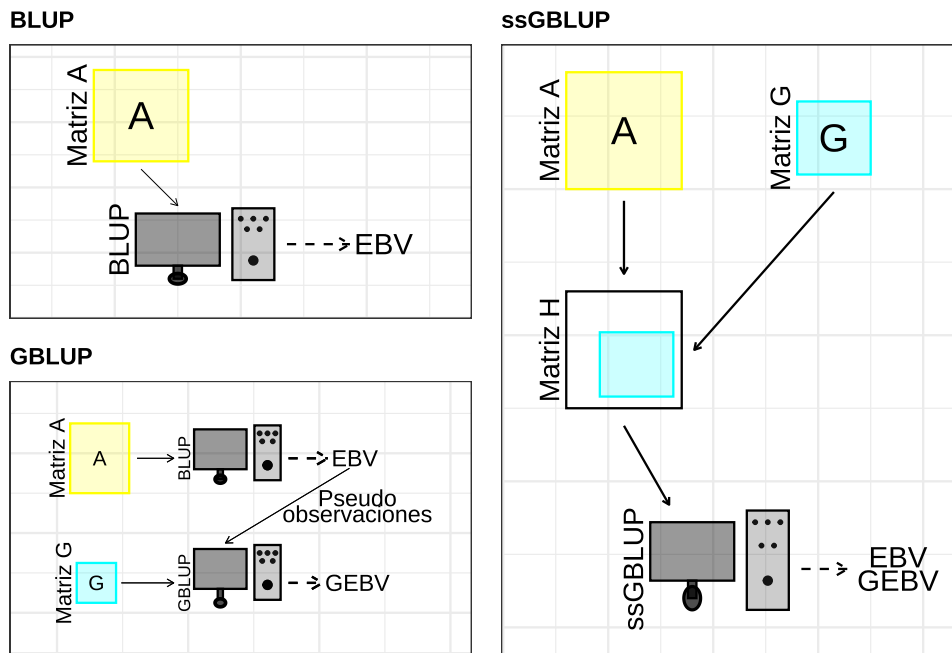 BLUP
Matriz A
A
BLUP
EBV
GBLUP
Matriz A
A
BLUP
EBV
Pseudo
observaciones
Matriz G
G
GBLUP
GEBV
ssGBLUP
Matriz A
A
Matriz G
G
Matriz H
ssGBLUP
EBV
GEBV